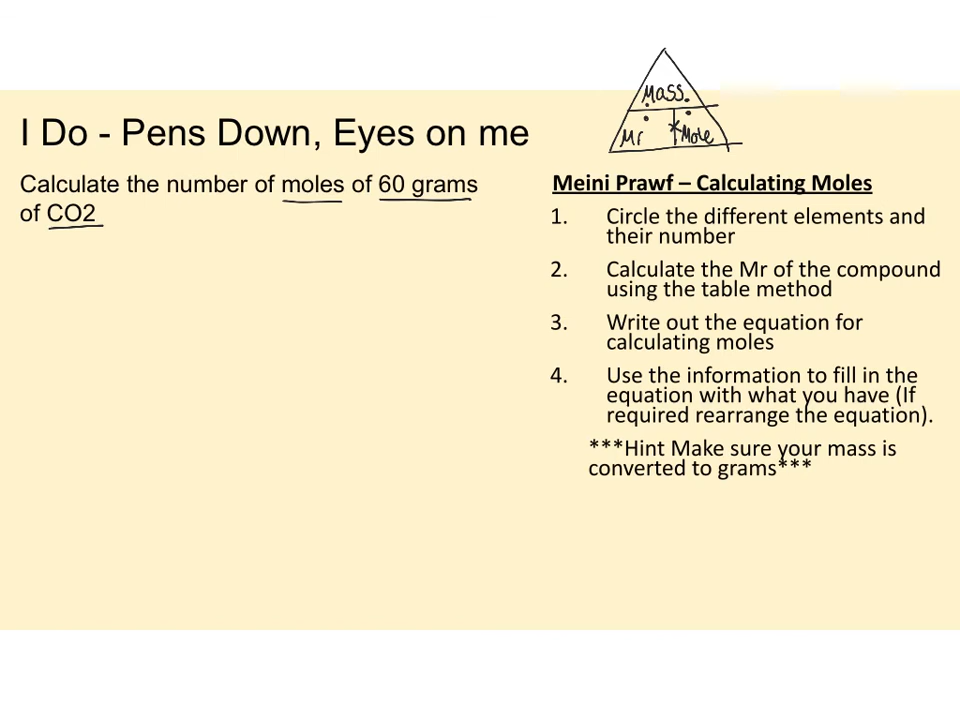 Mass
Mr * Mole
I Do - Pens Down, Eyes on me
Calculate the number of moles of 60 grams
of CO2
Meini Prawf – Calculating Moles
1. Circle the different elements and
their number
2. Calculate the Mr of the compound
using the table method
3. Write out the equation for
calculating moles
4. Use the information to fill in the
equation with what you have (If
required rearrange the equation).
***Hint Make sure your mass is
converted to grams***